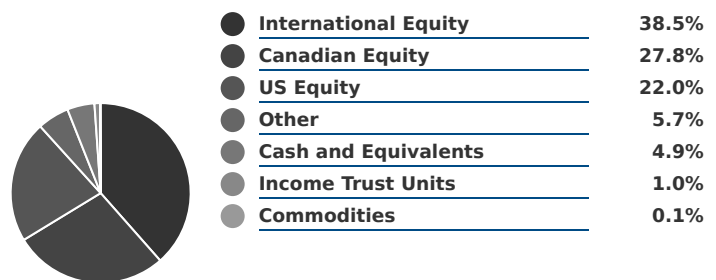 International Equity 38.5%
Canadian Equity 27.8%
US Equity 22.0%
Other 5.7%
Cash and Equivalents 4.9%
Income Trust Units 1.0%
Commodities 0.1%